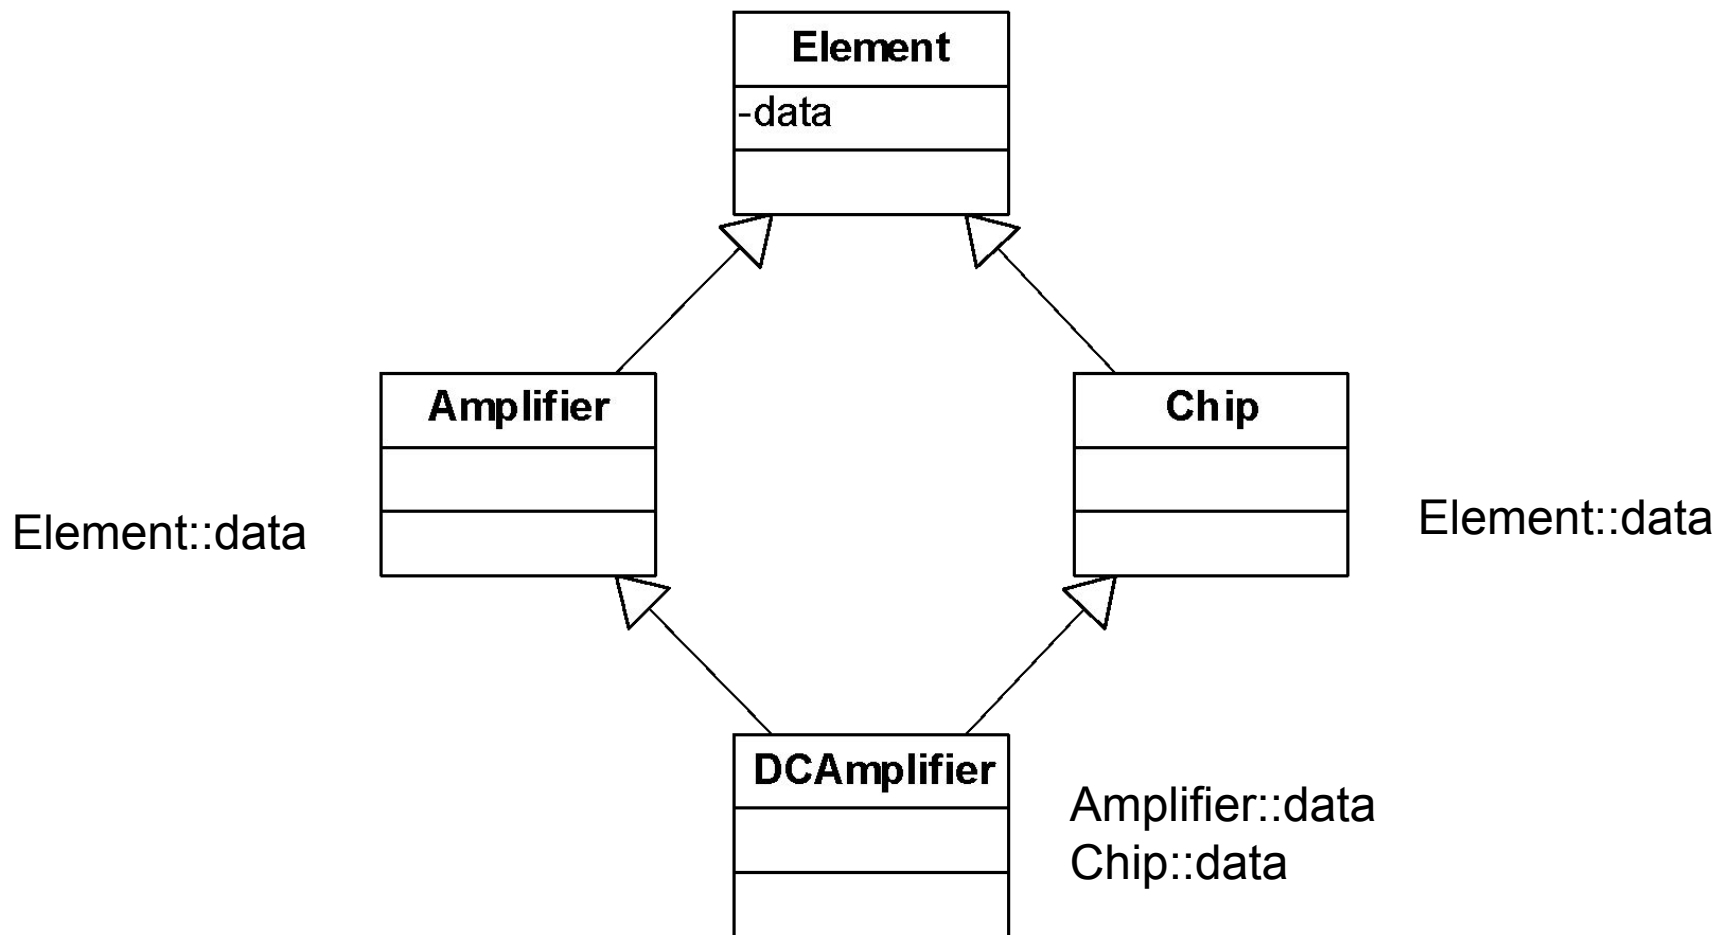 Element
-data
Amplifier
Chip
Element::data
Element::data
DCAmplifier
Amplifier::data
Chip::data